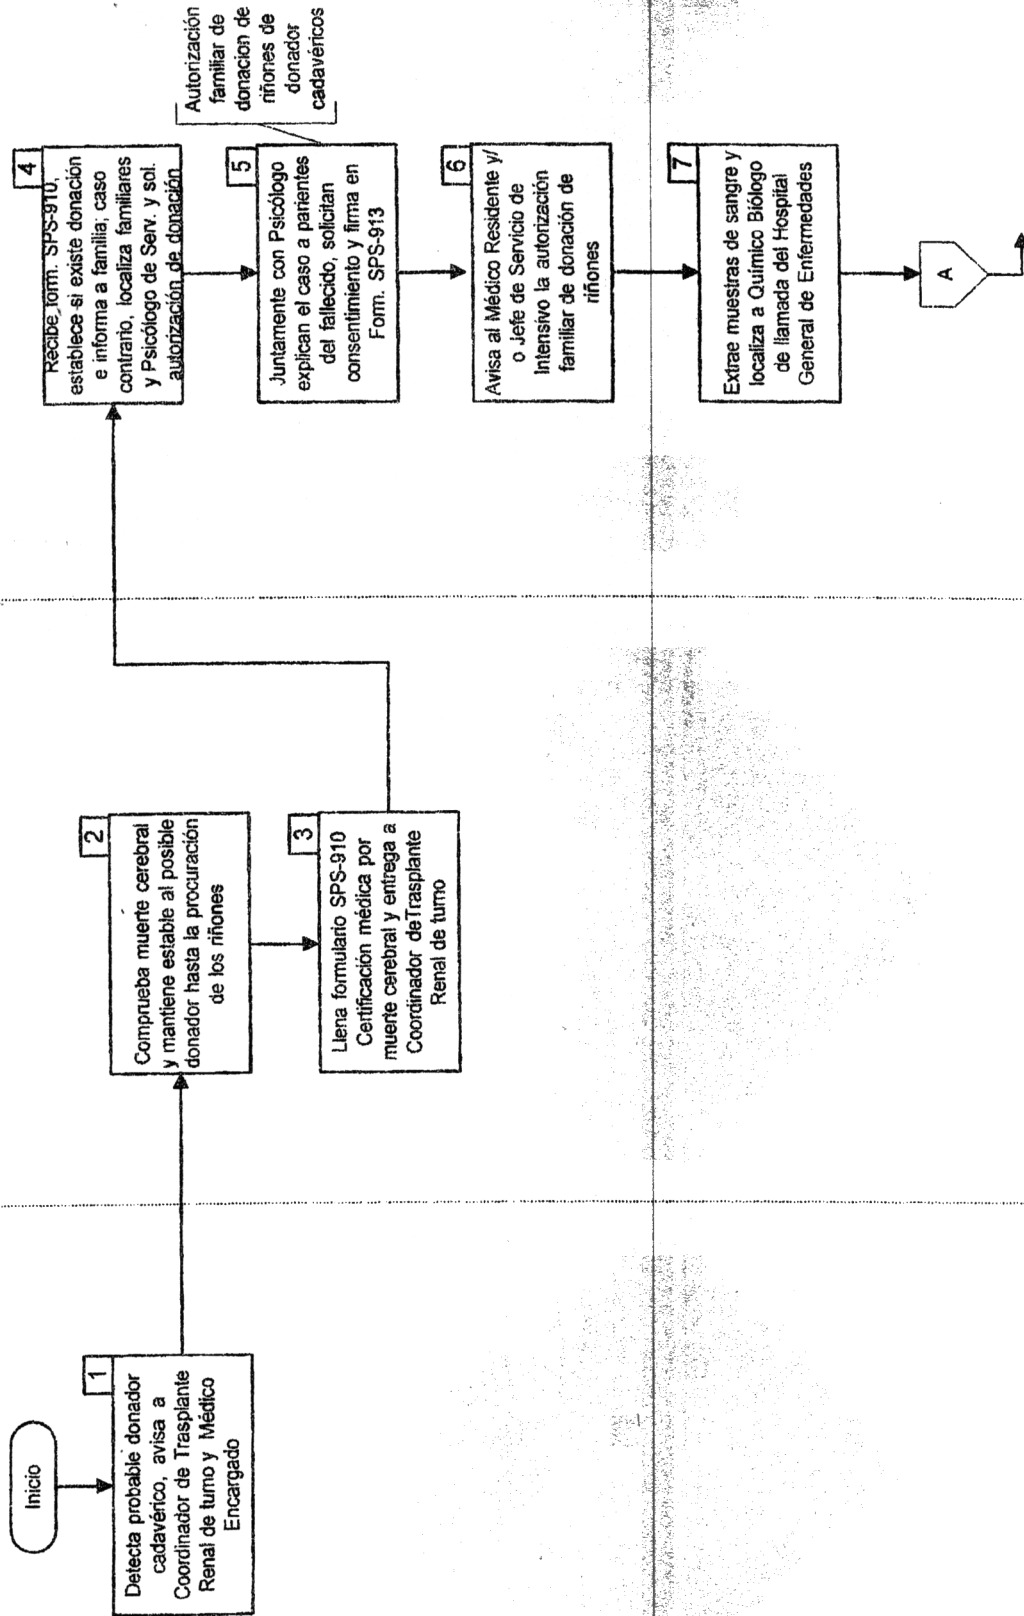 Inicio
1
Detecta probable donador
cadavérico, avisa a
Coordinador de Trasplante
Renal de turno y Médico
Encargado
2
Comprueba muerte cerebral
y mantiene estable al posible
donador hasta la procuración
de los riñones
3
Llena formulario SPS-910
Certificación médica por
muerte cerebral y entrega a
Coordinador deTrasplante
Renal de turno
4
Recibe form. SPS-910,
establece si existe donación
e informa a familia; caso
contrario, localiza familiares
y Psicólogo de Serv. y sol.
autorización de donación
Autorización
familiar de
donacion de
riñones de
donador
cadavéricos
5
Juntamente con Psicólogo
explican el caso a parientes
del fallecido, solicitan
consentimiento y firma en
Form. SPS-913
6
Avisa al Médico Residente y/
o Jefe de Servicio de
Intensivo la autorización
familiar de donación de
riñones
7
Extrae muestras de sangre y
localiza a Químico Biólogo
de llamada del Hospital
General de Enfermedades
A